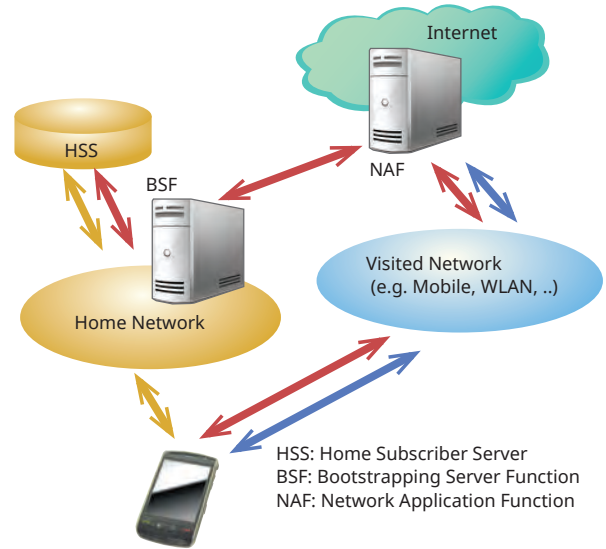 Internet
HSS
BSF
NAF
Visited Network
(e.g. Mobile, WLAN, ..)
Home Network
HSS: Home Subscriber Server
BSF: Bootstrapping Server Function
NAF: Network Application Function